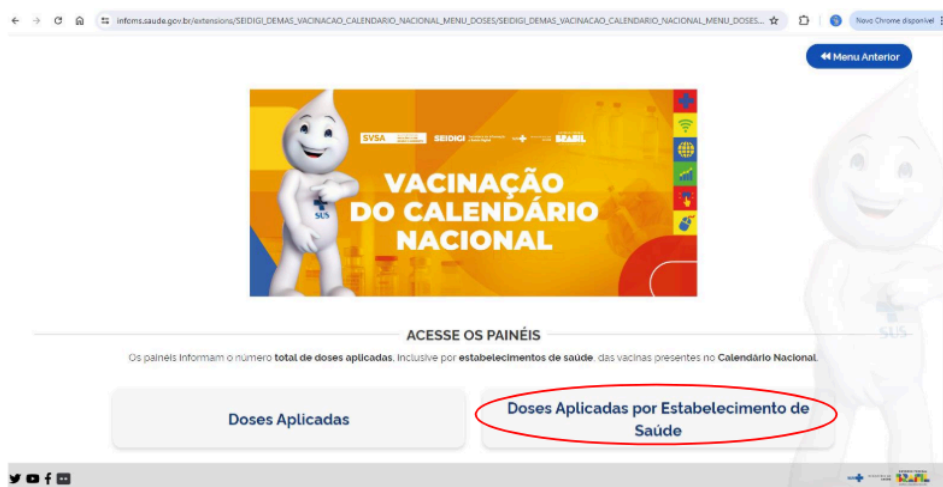 infoms.saude.gov.br/extensions/SEIDIGI_DEMAS_VACINACAO_CALENDARIO_NACIONAL_MENU_DOSES/SEIDIGI_DEMAS_VACINACAO_CALENDARIO_NACIONAL_MENU_DOSES...
Novo Chrome disponível
Menu Anterior
SVSA SEIDIGI BRASIL
VACINAÇÃO
DO CALENDÁRIO
NACIONAL
SUS
SUS
ACESSE OS PAINÉIS
Os painéis informam o número total de doses aplicadas, inclusive por estabelecimentos de saúde, das vacinas presentes no Calendário Nacional.
Doses Aplicadas
Doses Aplicadas por Estabelecimento de
Saúde